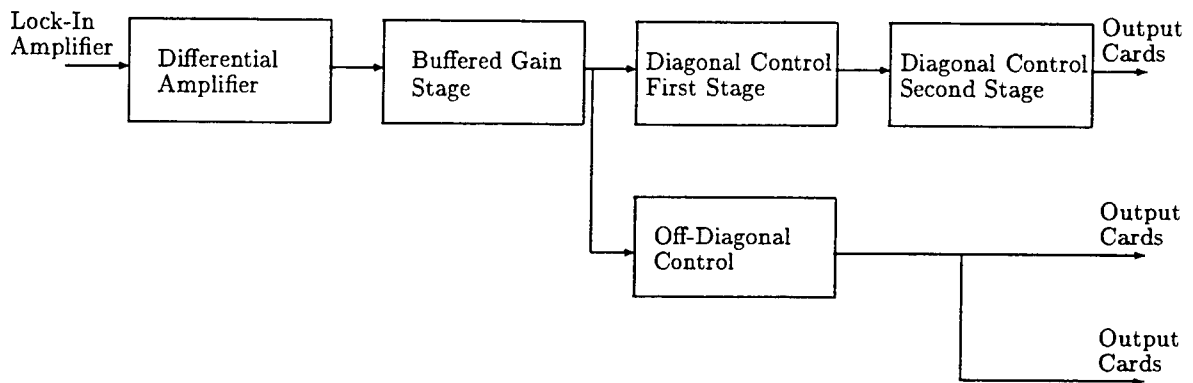 Lock-In
Amplifier
Differential
Amplifier
Buffered Gain
Stage
Diagonal Control
First Stage
Diagonal Control
Second Stage
Output
Cards
Off-Diagonal
Control
Output
Cards
Output
Cards